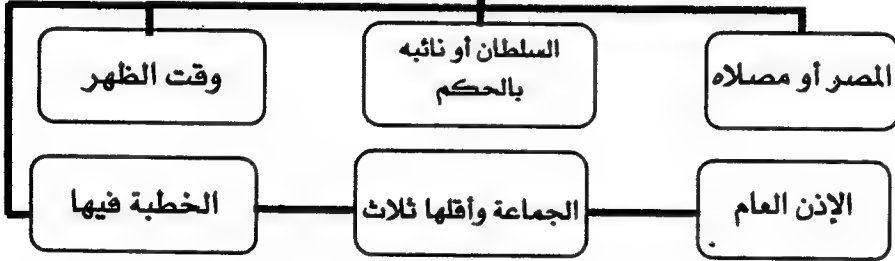 المصر أو مصلاه
السلطان أو نائبه
بالحكم
وقت الظهر
الإذن العام
الجماعة وأقلها ثلاث
الخطبة فيها